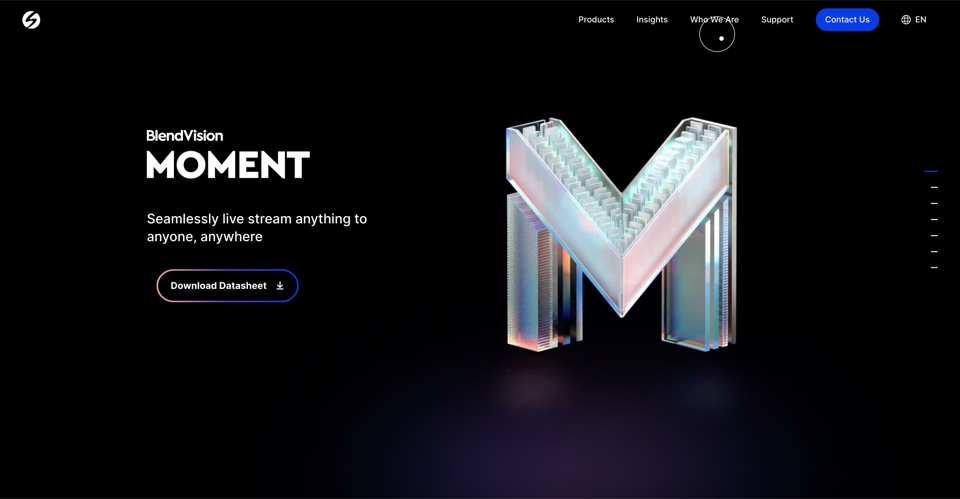 Products
Insights
Who We Are
Support
Contact Us
EN
BlendVision
MOMENT
Seamlessly live stream anything to
anyone, anywhere
Download Datasheet